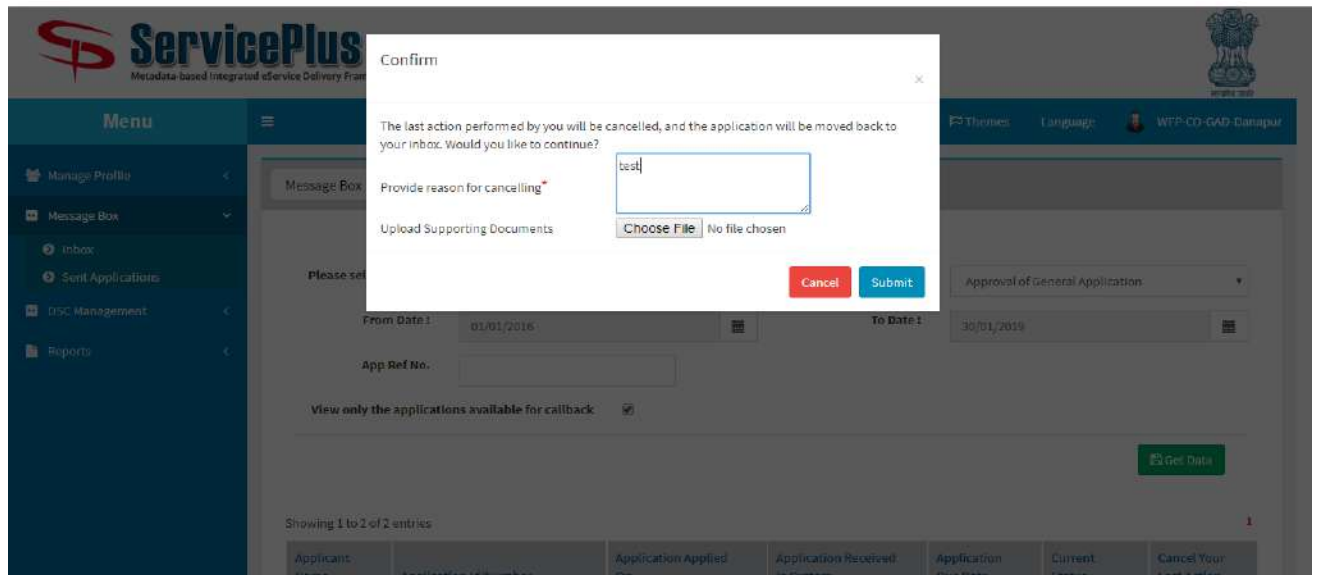 ServicePlus
Metadata-based Integrated eService Delivery Fram
Confirm
×
The last action performed by you will be cancelled, and the application will be moved back to
your inbox. Would you like to continue?
Provide reason for cancelling*
test
Upload Supporting Documents
Choose File No file chosen
Cancel Submit
Menu
Themes Language WFP-CO-GAD-Danapur
Manage Profile
Message Box
Inbox
Sent Applications
DSC Management
Reports
Message Box
Please sel
Approval of General Application
From Date : 01/01/2016 To Date : 30/01/2019
App Ref No.
View only the applications available for callback
Get Data
Showing 1 to 2 of 2 entries 1
Applicant Application Applied Application Received Application Current Cancel Your